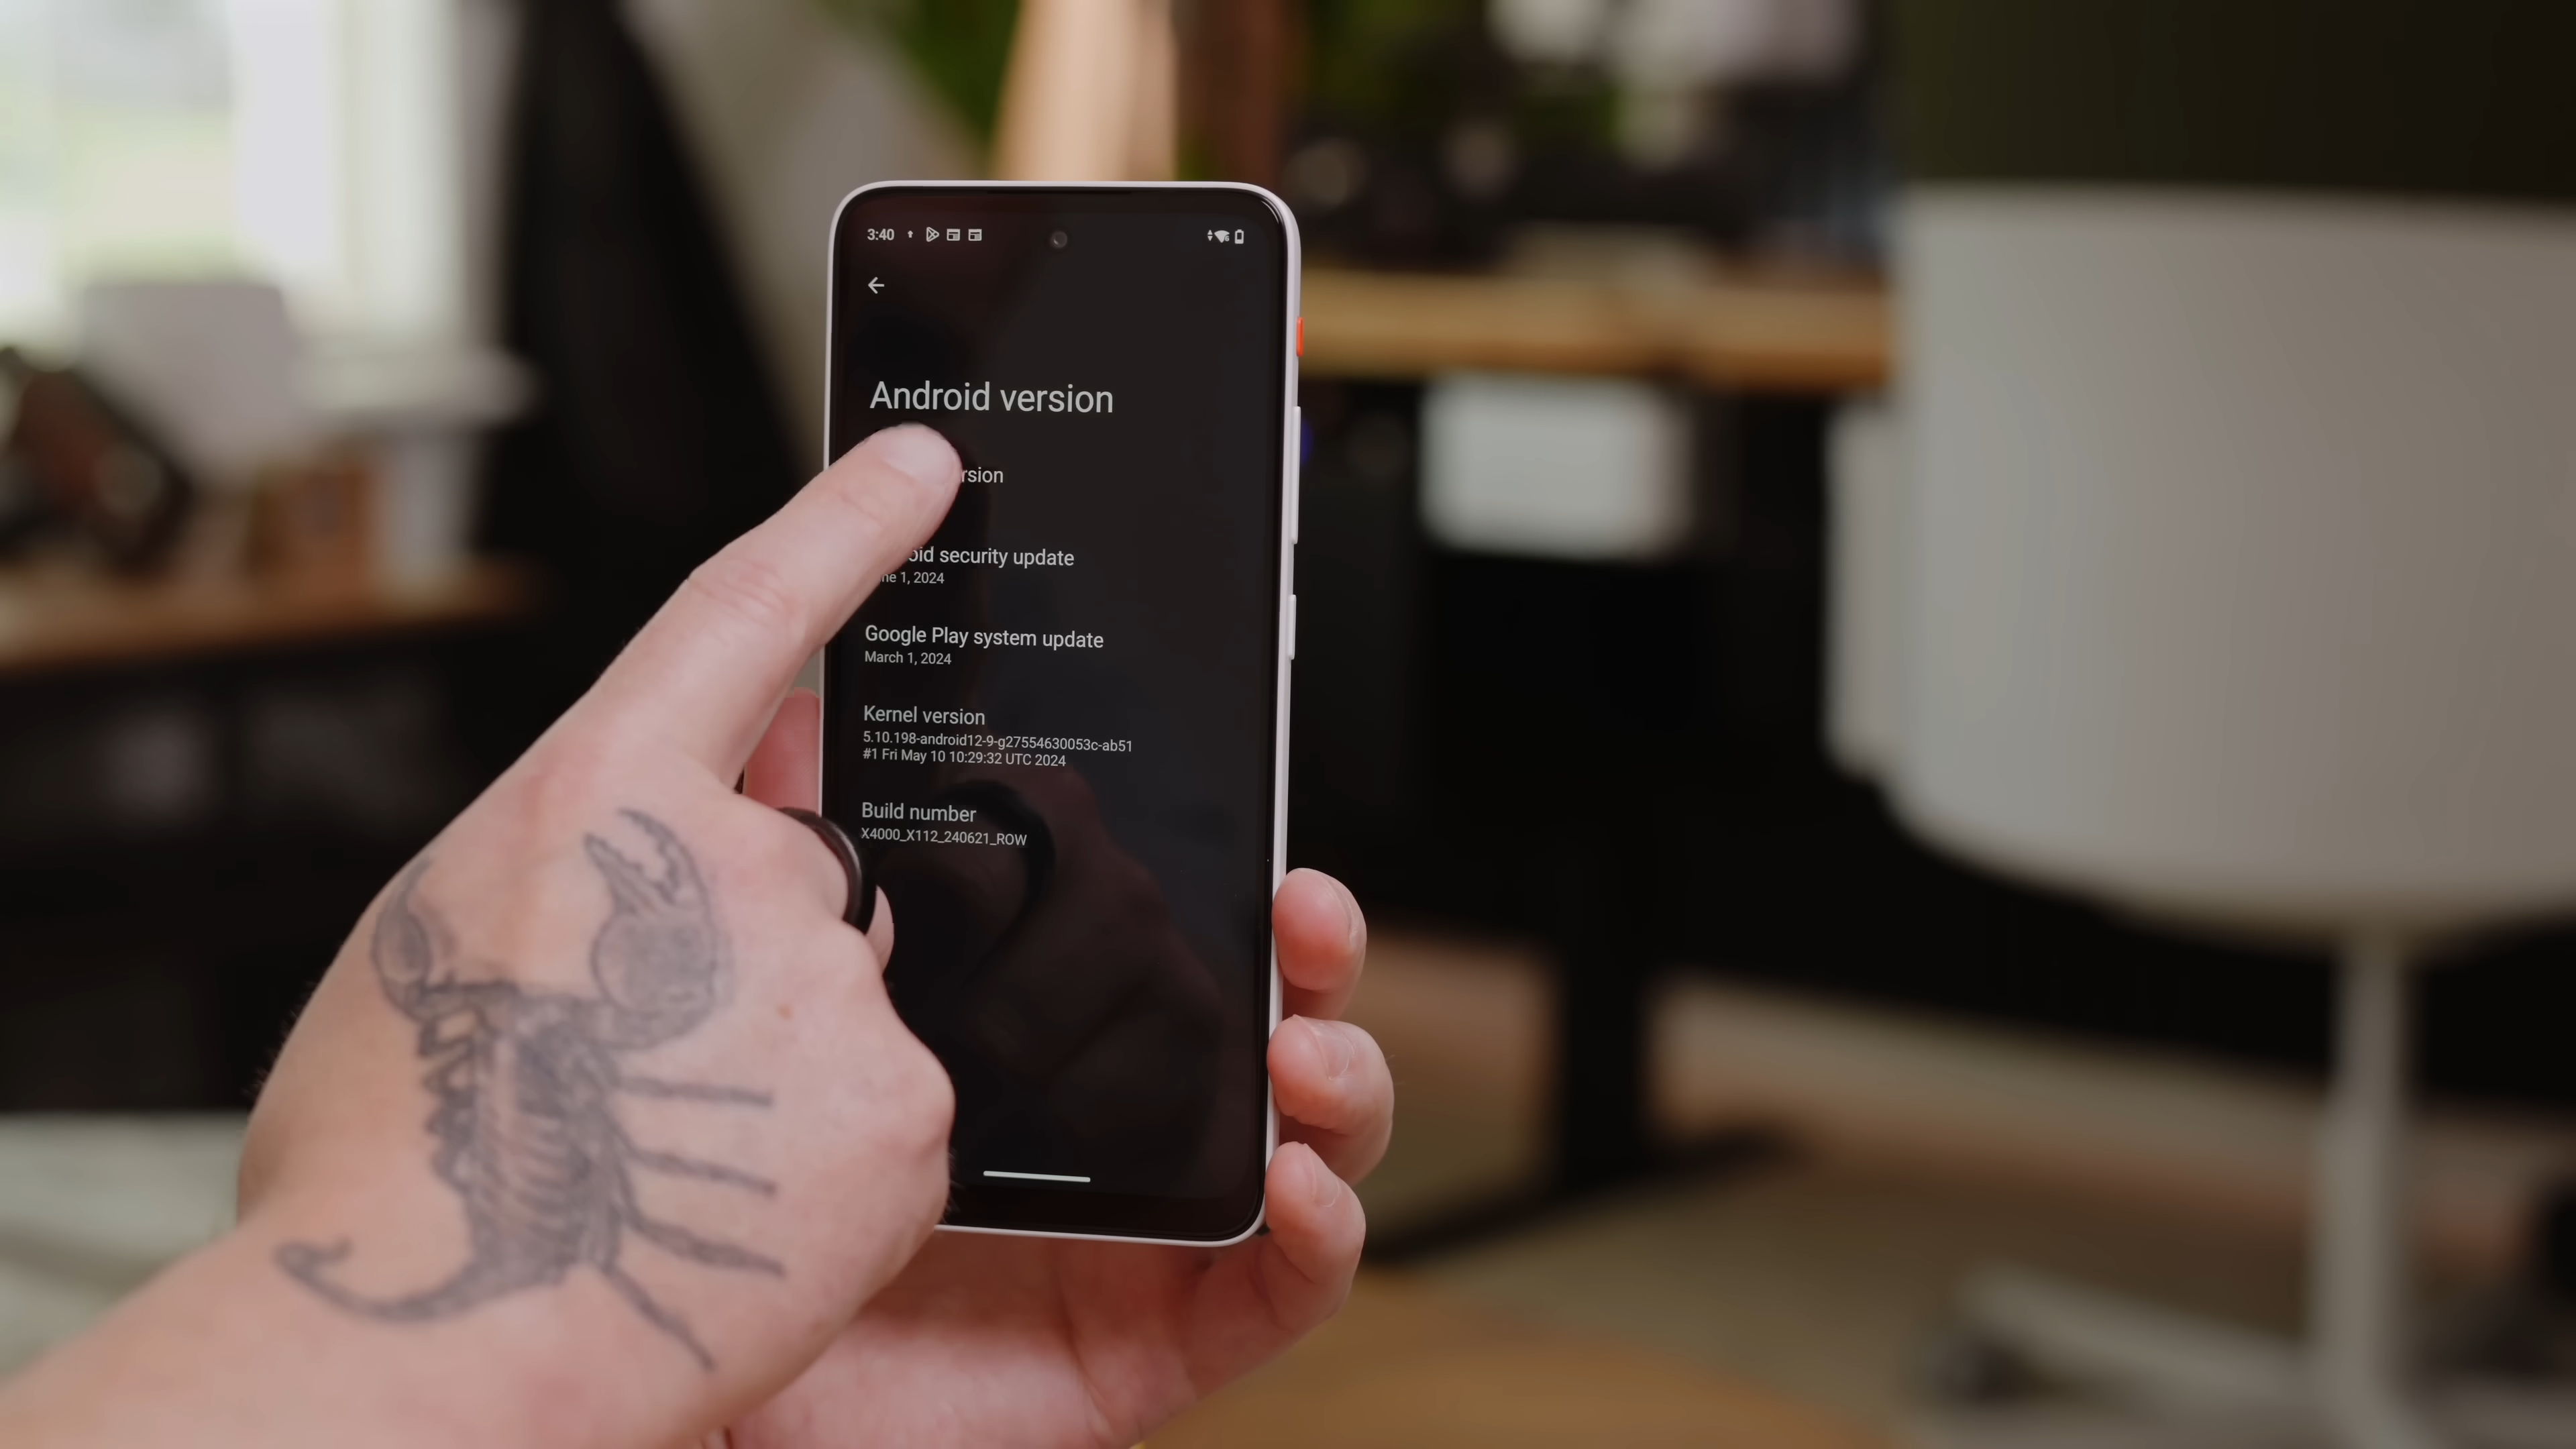 3:40
Android version
rsion
oid security update
ne 1, 2024
Google Play system update
March 1, 2024
Kernel version
5.10.198-android12-9-g27554630053c-ab51
#1 Fri May 10 10:29:32 UTC 2024
Build number
X4000_X112_240621_ROW